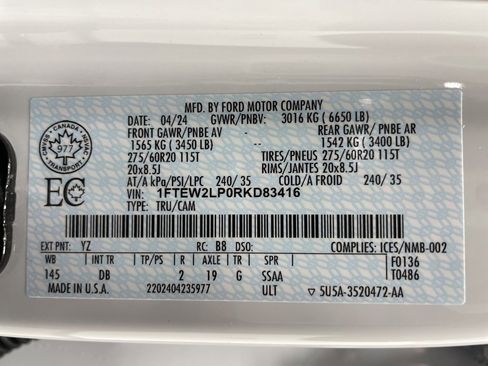 MFD. BY FORD MOTOR COMPANY
DATE: 04/24 GVWR/PNBV: 3016 KG ( 6650 LB)
FRONT GAWR/PNBE AV REAR GAWR/ PNBE AR
1565 KG ( 3450 LB) 1542 KG ( 3400 LB)
275/60R20 115T TIRES/PNEUS 275/60R20 115T
20x8.5J RIMS/JANTES 20x8.5J
AT/A kPa/PSI/LPC 240/ 35 COLD/A FROID 240/ 35
VIN: 1FTEW2LP0RKD83416
TYPE: TRU/CAM
CANADA
TRANSPORT
977
EC
EXT PNT: YZ RC: B8 DSO: COMPLIES: ICES/NMB-002
WB INT TR TP/PS R AXLE TR SPR F0136
145 DB 2 19 G SSAA T0486
MADE IN U.S.A. 2202404235977 ULT ▽ 5U5A-3520472-AA